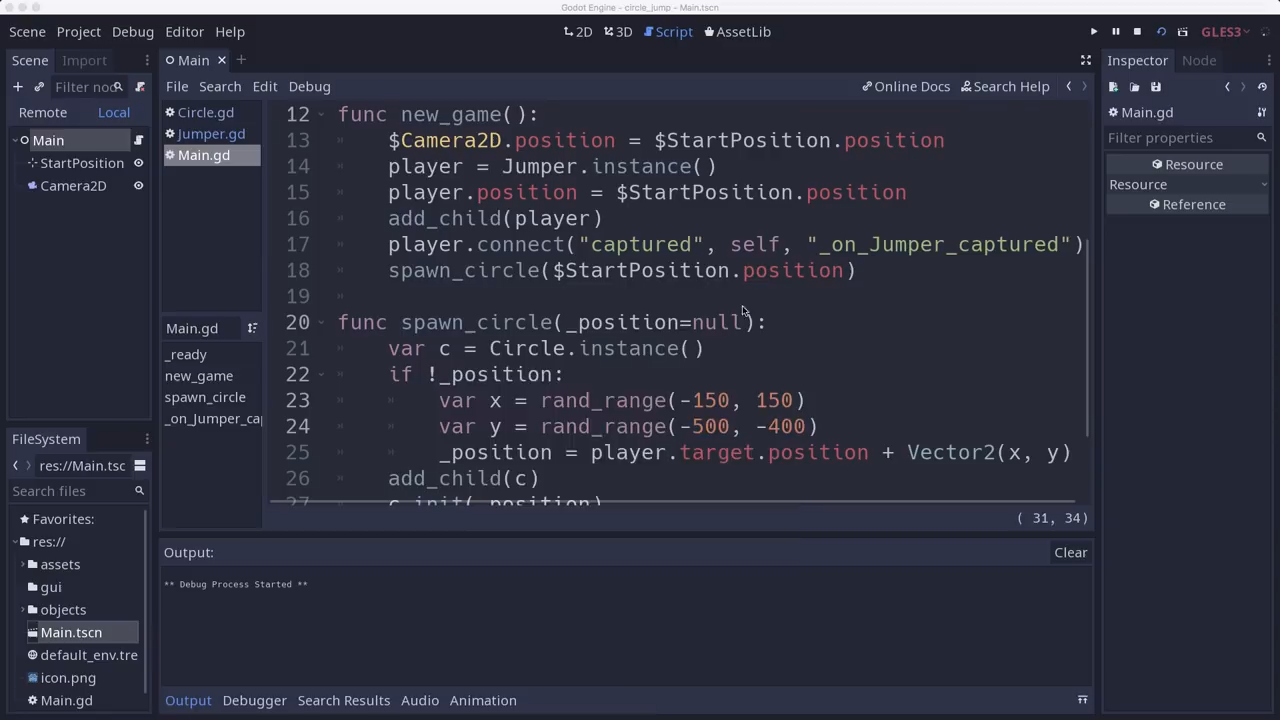 Godot Engine - circle_jump - Main.tscn
Scene Project Debug Editor Help
2D 3D Script AssetLib
GLES3
Scene Import
Filter nod
Remote Local
Main
StartPosition
Camera2D
FileSystem
res://Main.tsc
Search files
Favorites:
res://
assets
gui
objects
Main.tscn
default_env.tre
icon.png
Main.gd
Main
File Search Edit Debug
Online Docs Search Help
Circle.gd
Jumper.gd
Main.gd
Main.gd
_ready
new_game
spawn_circle
_on_Jumper_ca
12 func new_game():
13 $Camera2D.position = $StartPosition.position
14 player = Jumper.instance()
15 player.position = $StartPosition.position
16 add_child(player)
17 player.connect("captured", self, "_on_Jumper_captured")
18 spawn_circle($StartPosition.position)
19
20 func spawn_circle(_position=null):
21 var c = Circle.instance()
22 if !_position:
23 var x = rand_range(-150, 150)
24 var y = rand_range(-500, -400)
25 _position = player.target.position + Vector2(x, y)
26 add_child(c)
27 c.init(_position)
( 31, 34)
Output:
Clear
** Debug Process Started **
Output Debugger Search Results Audio Animation
Inspector Node
Main.gd
Filter properties
Resource
Resource
Reference